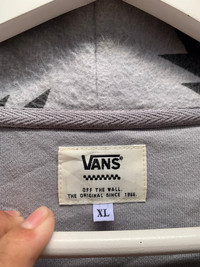 VANS
"OFF THE WALL"
THE ORIGINAL SINCE 1966.
XL